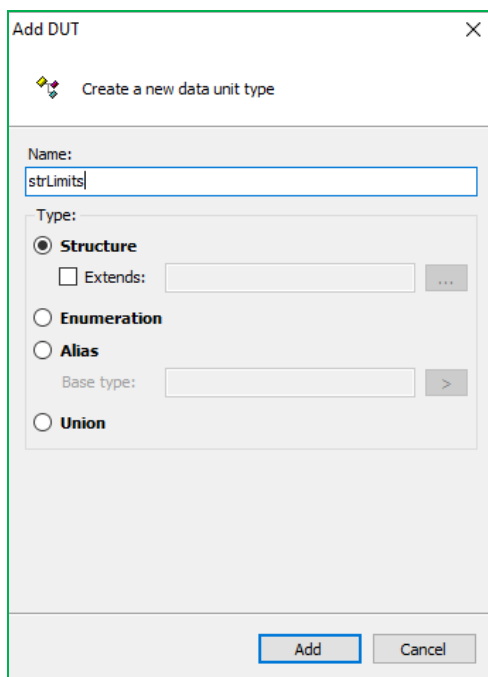 Add DUT
Create a new data unit type
Name:
strLimits
Type:
Structure
Extends:
...
Enumeration
Alias
Base type:
>
Union
Add Cancel